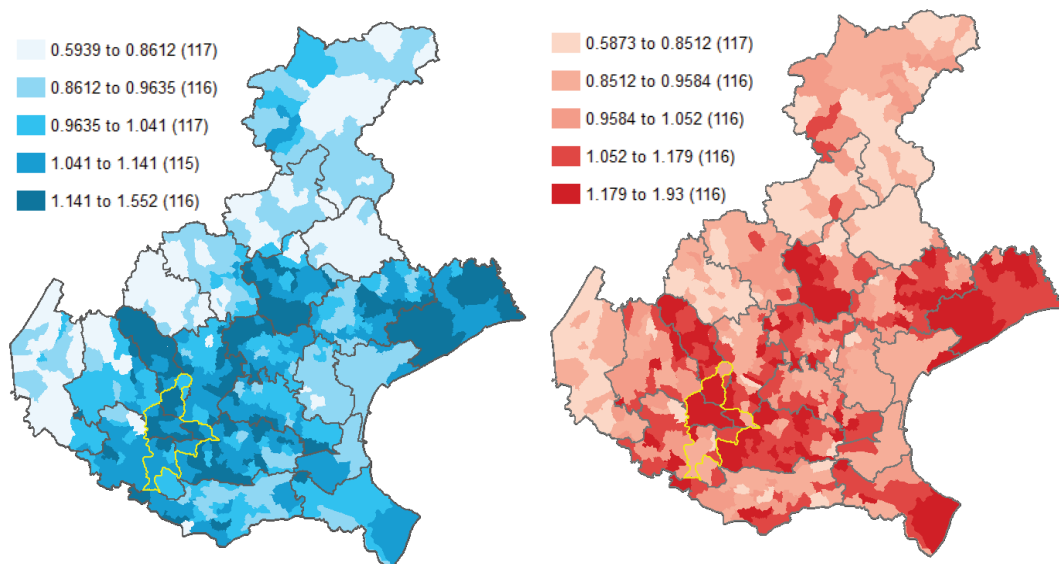 0.5939 to 0.8612 (117)
0.8612 to 0.9635 (116)
0.9635 to 1.041 (117)
1.041 to 1.141 (115)
1.141 to 1.552 (116)
0.5873 to 0.8512 (117)
0.8512 to 0.9584 (116)
0.9584 to 1.052 (116)
1.052 to 1.179 (116)
1.179 to 1.93 (116)